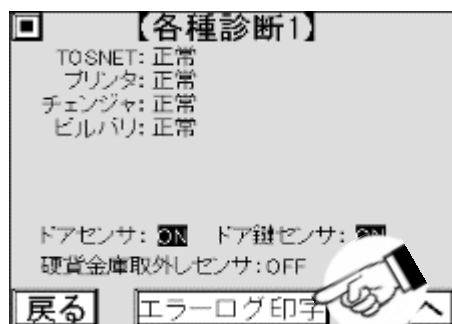 【各種診断1】
TOSNET: 正常
プリンタ: 正常
チェンジャ: 正常
ビルバリ: 正常
ドアセンサ: ON ドア鍵センサ: ON
硬貨金庫取外しセンサ:OFF
戻る エラーログ印字 へ